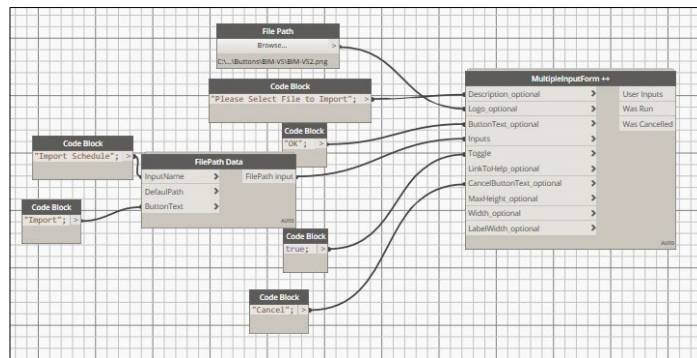 File Path
Browse... >
C:\...\Buttons\BIM-VS\BIM-VS2.png
Code Block
"Please Select File to Import"; >
Code Block
"OK"; >
Code Block
"Import Schedule"; >
Code Block
"Import"; >
FilePath Data
InputName > FilePath input
DefaulPath >
ButtonText >
AUTO
Code Block
true; >
Code Block
"Cancel"; >
MultipleInputForm ++
Description_optional > User Inputs
Logo_optional > Was Run
ButtonText_optional > Was Cancelled
Inputs >
Toggle >
LinkToHelp_optional >
CancelButtonText_optional >
MaxHeight_optional >
Width_optional >
LabelWidth_optional >
AUTO